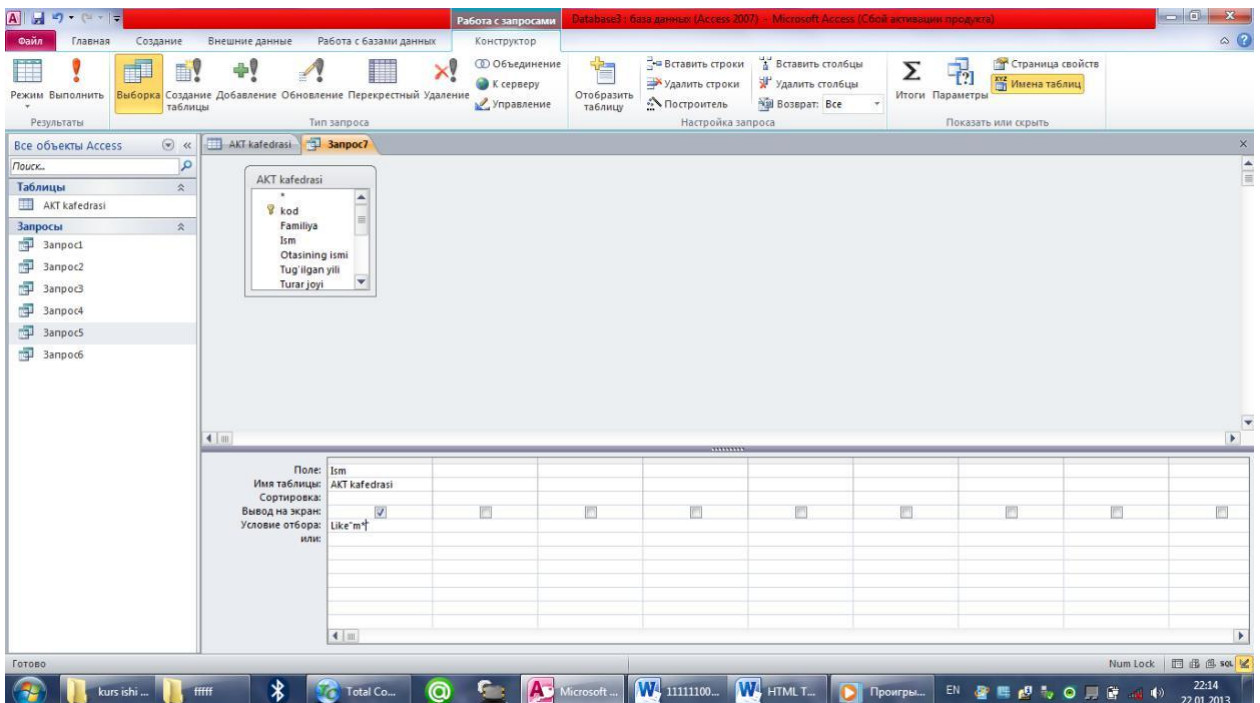 Работа с запросами Database3 : база данных (Access 2007) - Microsoft Access (Сбой активации продукта)
Файл Главная Создание Внешние данные Работа с базами данных Конструктор
Режим Выполнить Выборка Создание таблицы Добавление Обновление Перекрестный Удаление
Объединение
К серверу
Управление
Отобразить таблицу
Вставить строки
Удалить строки
Построитель
Вставить столбцы
Удалить столбцы
Возврат: Все
Итоги Параметры
Страница свойств
Имена таблиц
Результаты Тип запроса Настройка запроса Показать или скрыть
Все объекты Access
Поиск...
Таблицы
AKT kafedrasi
Запросы
Запрос1
Запрос2
Запрос3
Запрос4
Запрос5
Запрос6
AKT kafedrasi Запрос7
AKT kafedrasi
*
kod
Familiya
Ism
Otasining ismi
Tug'ilgan yili
Turar joyi
Поле: Ism
Имя таблицы: AKT kafedrasi
Сортировка:
Вывод на экран:
Условие отбора:
или:
Готово Num Lock SQL
kurs ishi ... fffff Total Co... Microsoft ... 11111100... HTML T... Проигры... EN 22:14
22.01.2013